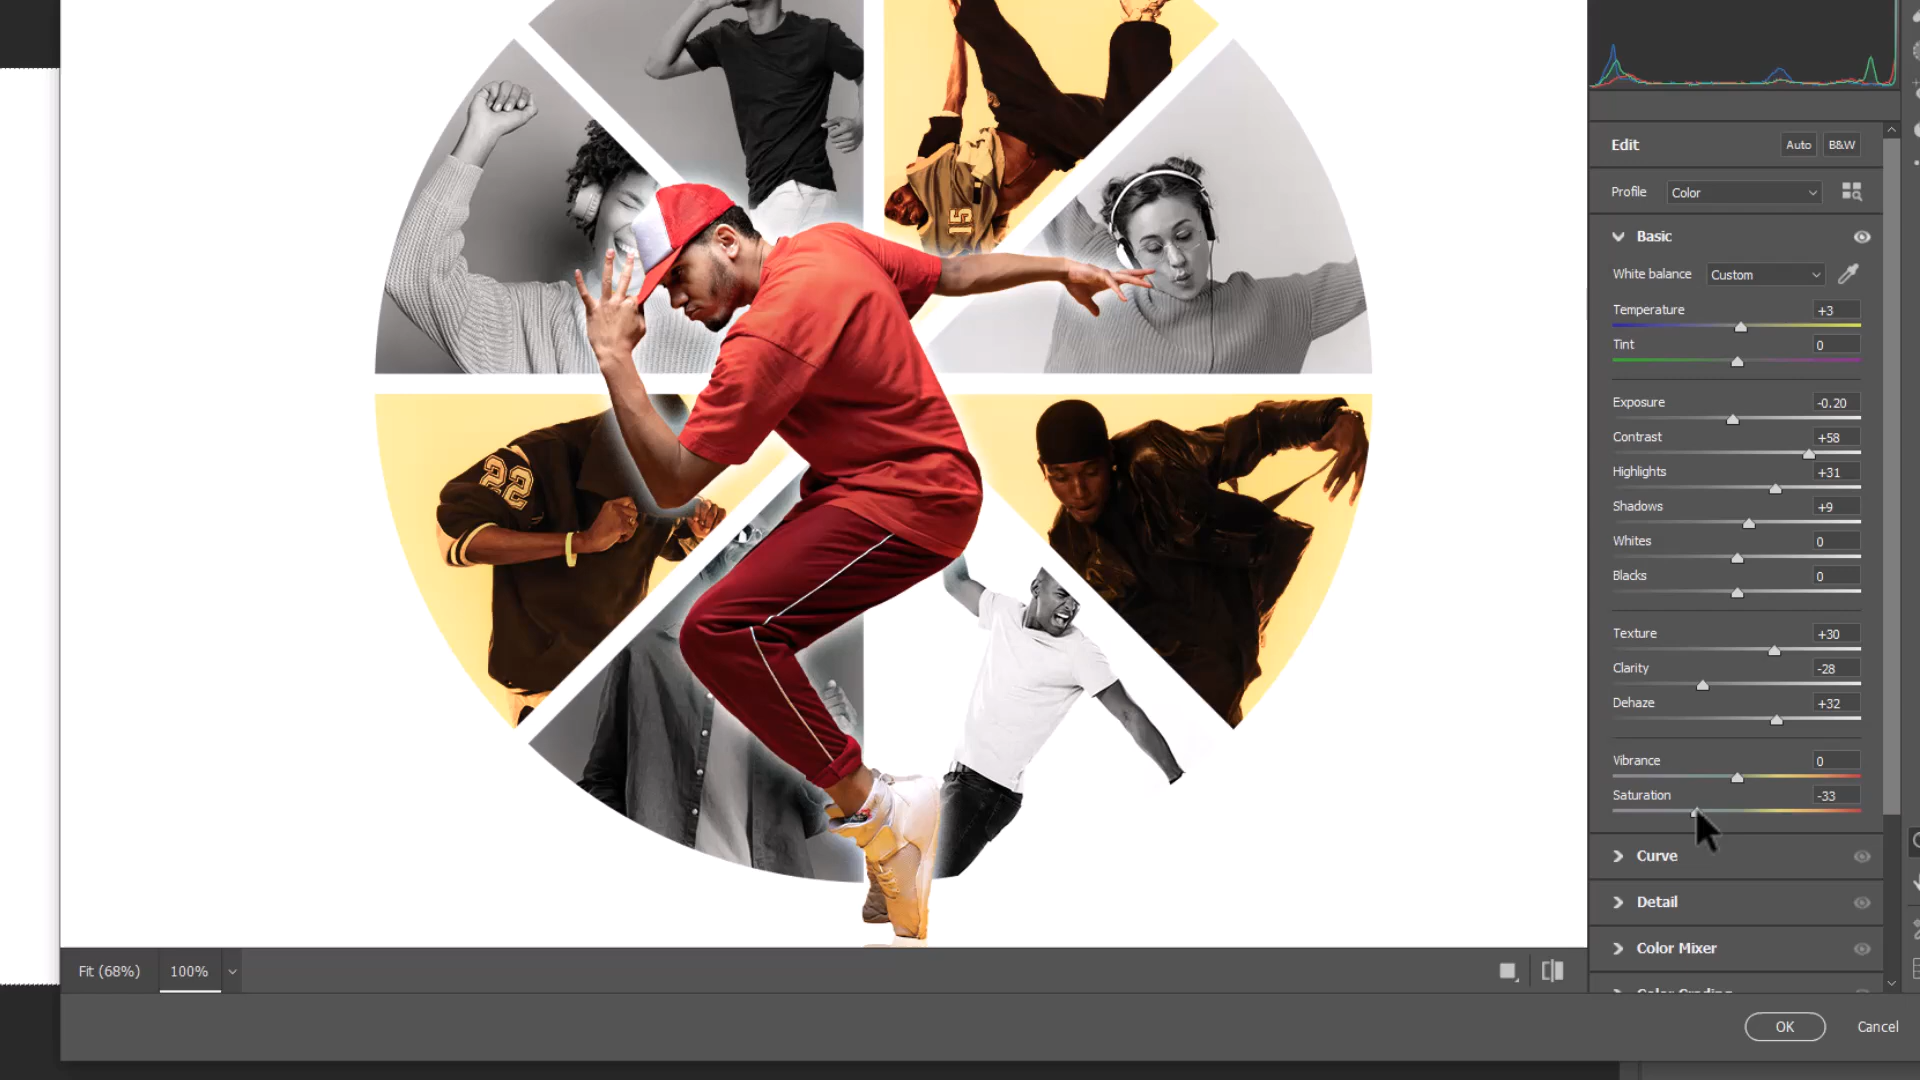 Edit Auto B&W
Profile Color
Basic
White balance Custom
Temperature +3
Tint 0
Exposure -0.20
Contrast +58
Highlights +31
Shadows +9
Whites 0
Blacks 0
Texture +30
Clarity -28
Dehaze +32
Vibrance 0
Saturation -33
Curve
Detail
Color Mixer
Color Grading
15
22
Fit (68%) 100%
OK Cancel